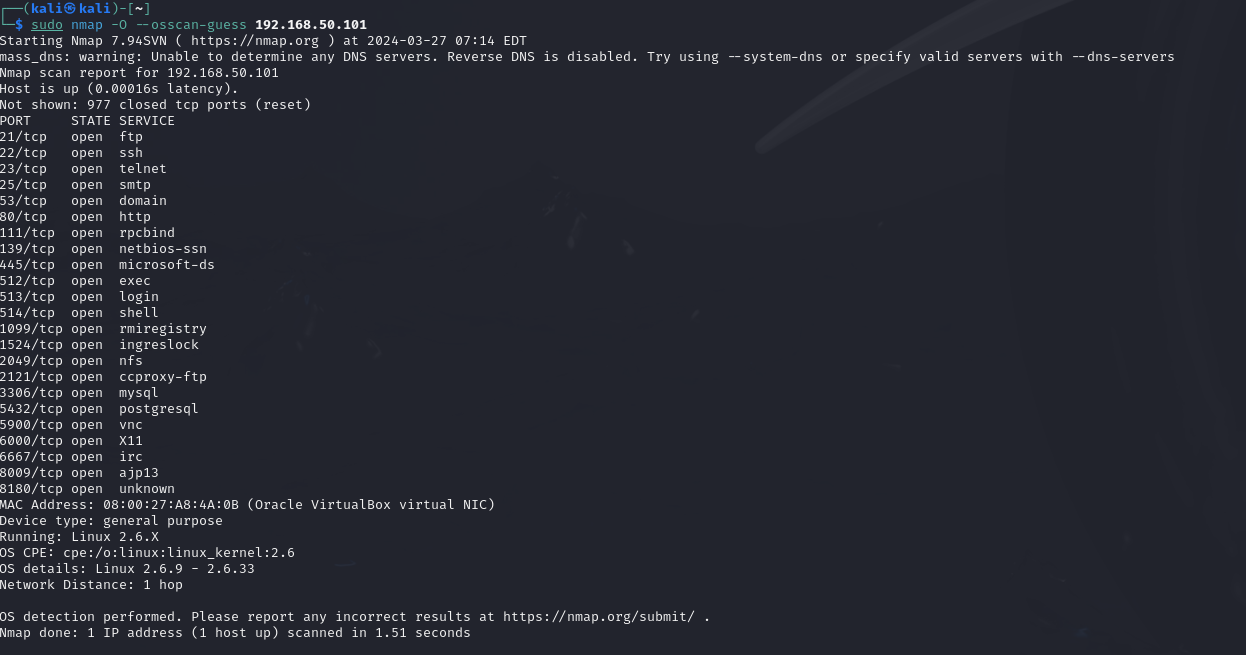 ┌──(kali㉿kali)-[~]
└─$ sudo nmap -O --osscan-guess 192.168.50.101
Starting Nmap 7.94SVN ( https://nmap.org ) at 2024-03-27 07:14 EDT
mass_dns: warning: Unable to determine any DNS servers. Reverse DNS is disabled. Try using --system-dns or specify valid servers with --dns-servers
Nmap scan report for 192.168.50.101
Host is up (0.00016s latency).
Not shown: 977 closed tcp ports (reset)
PORT     STATE SERVICE
21/tcp   open  ftp
22/tcp   open  ssh
23/tcp   open  telnet
25/tcp   open  smtp
53/tcp   open  domain
80/tcp   open  http
111/tcp  open  rpcbind
139/tcp  open  netbios-ssn
445/tcp  open  microsoft-ds
512/tcp  open  exec
513/tcp  open  login
514/tcp  open  shell
1099/tcp open  rmiregistry
1524/tcp open  ingreslock
2049/tcp open  nfs
2121/tcp open  ccproxy-ftp
3306/tcp open  mysql
5432/tcp open  postgresql
5900/tcp open  vnc
6000/tcp open  X11
6667/tcp open  irc
8009/tcp open  ajp13
8180/tcp open  unknown
MAC Address: 08:00:27:A8:4A:0B (Oracle VirtualBox virtual NIC)
Device type: general purpose
Running: Linux 2.6.X
OS CPE: cpe:/o:linux:linux_kernel:2.6
OS details: Linux 2.6.9 - 2.6.33
Network Distance: 1 hop

OS detection performed. Please report any incorrect results at https://nmap.org/submit/ .
Nmap done: 1 IP address (1 host up) scanned in 1.51 seconds